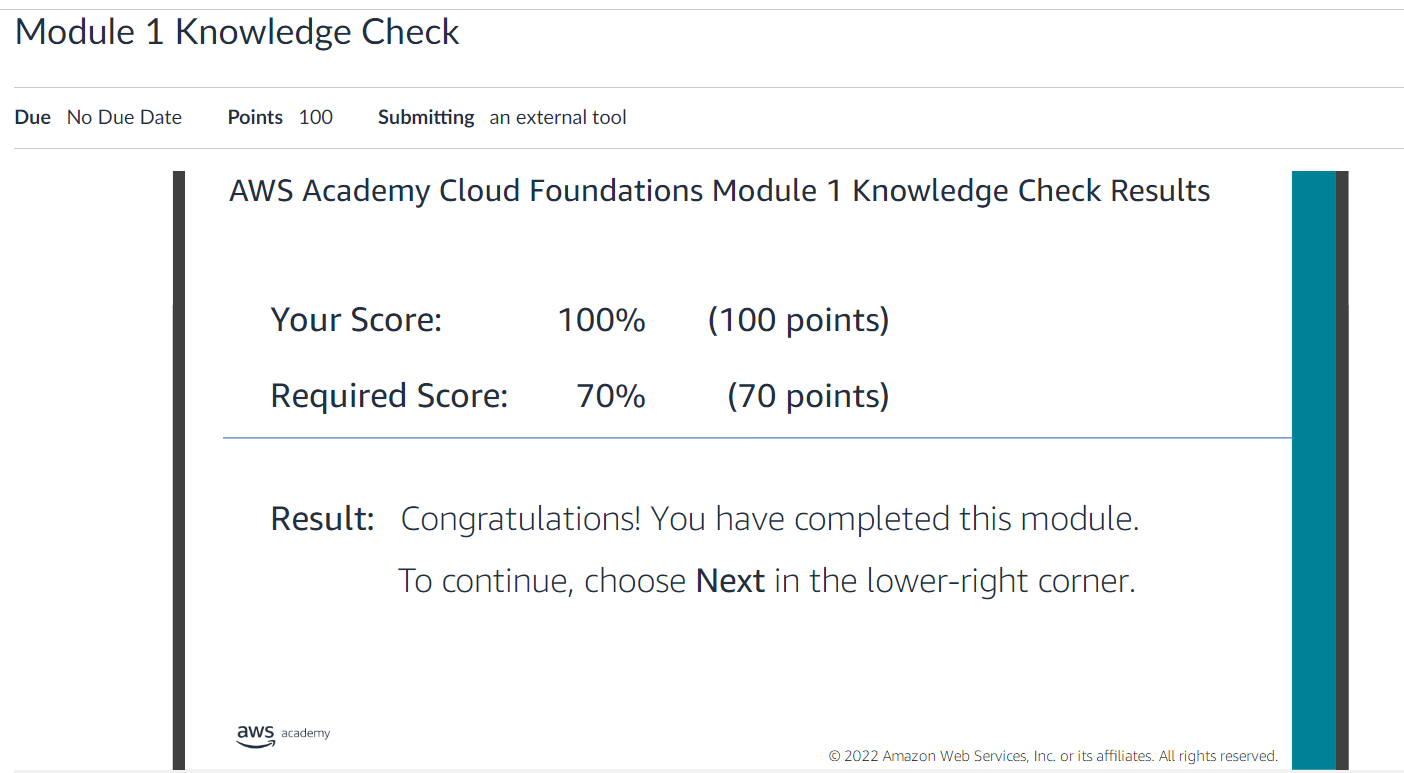 Module 1 Knowledge Check
Due No Due Date Points 100 Submitting an external tool
AWS Academy Cloud Foundations Module 1 Knowledge Check Results
Your Score: 100% (100 points)
Required Score: 70% (70 points)
Result: Congratulations! You have completed this module.
To continue, choose Next in the lower-right corner.
aws academy
© 2022 Amazon Web Services, Inc. or its affiliates. All rights reserved.